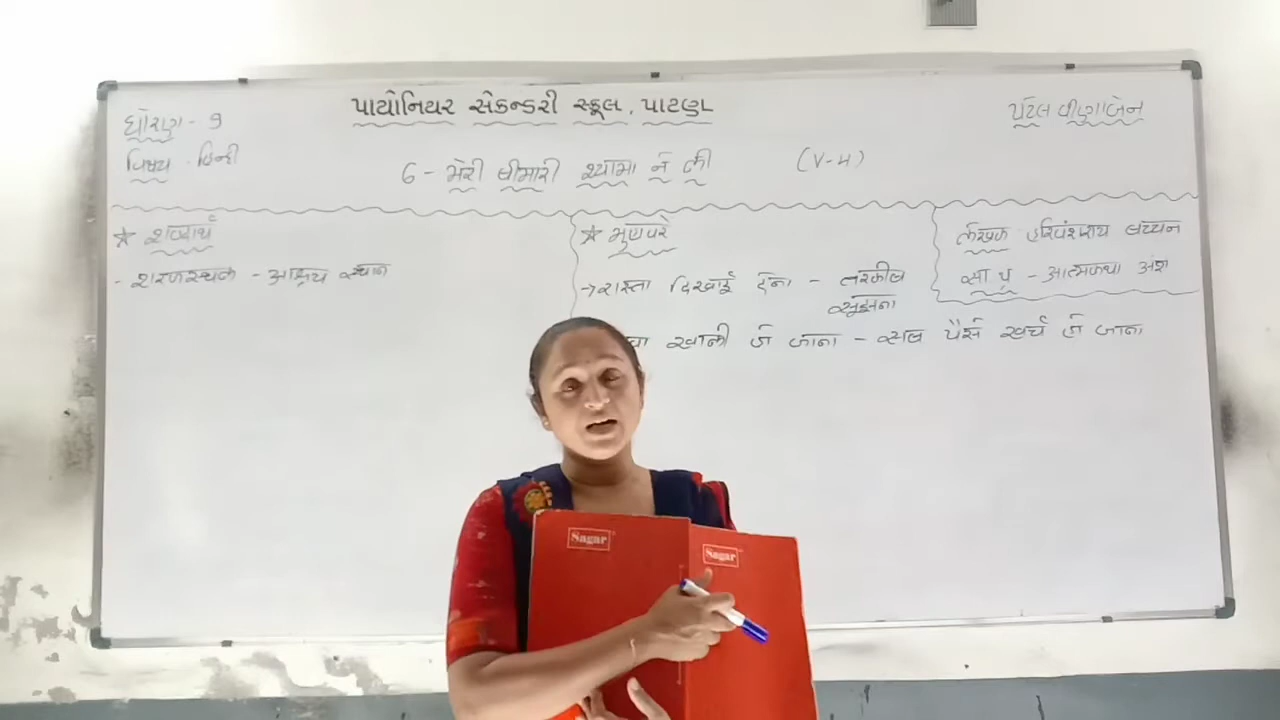 પાયોનિયર સેકન્ડરી સ્કૂલ, પાટણ
ધોરણ - 9
પટેલ વીણાબેન
વિષય - હિન્દી
6 - मेरी बीमारी श्यामा ने ली
(V-4)
☆ शब्दार्थ
- शरणस्थल - आश्रय स्थान
☆ मुहावरे
→ रास्ता दिखाई देना - तरकीब
सूझना
खाली हो जाना - सब पैसे खर्च हो जाना
लेखक हरिवंशराय बच्चन
सा प्र - आत्मकथा अंश
Sagar
Sagar